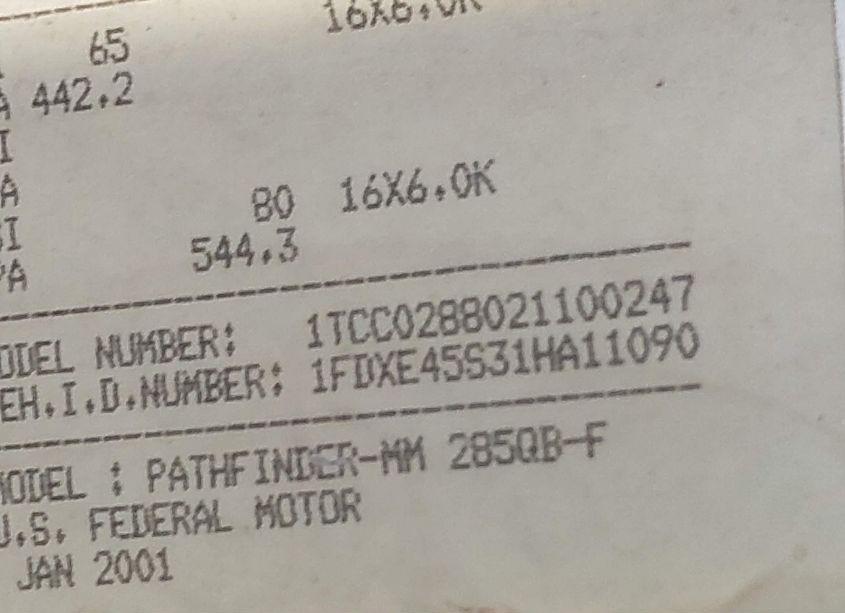 16X6.0K
65
442.2
80 16X6.0K
544.3
ODEL NUMBER: 1TCC0288021100247
EH.I.D.NUMBER: 1FDXE45S31HA11090
MODEL : PATHFINDER-MM 285QB-F
U.S. FEDERAL MOTOR
JAN 2001